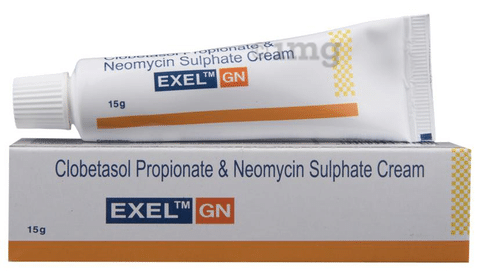 Clobetasol Propionate &
Neomycin Sulphate Cream
EXEL™ GN
15g
Clobetasol Propionate & Neomycin Sulphate Cream
EXEL™ GN
15g